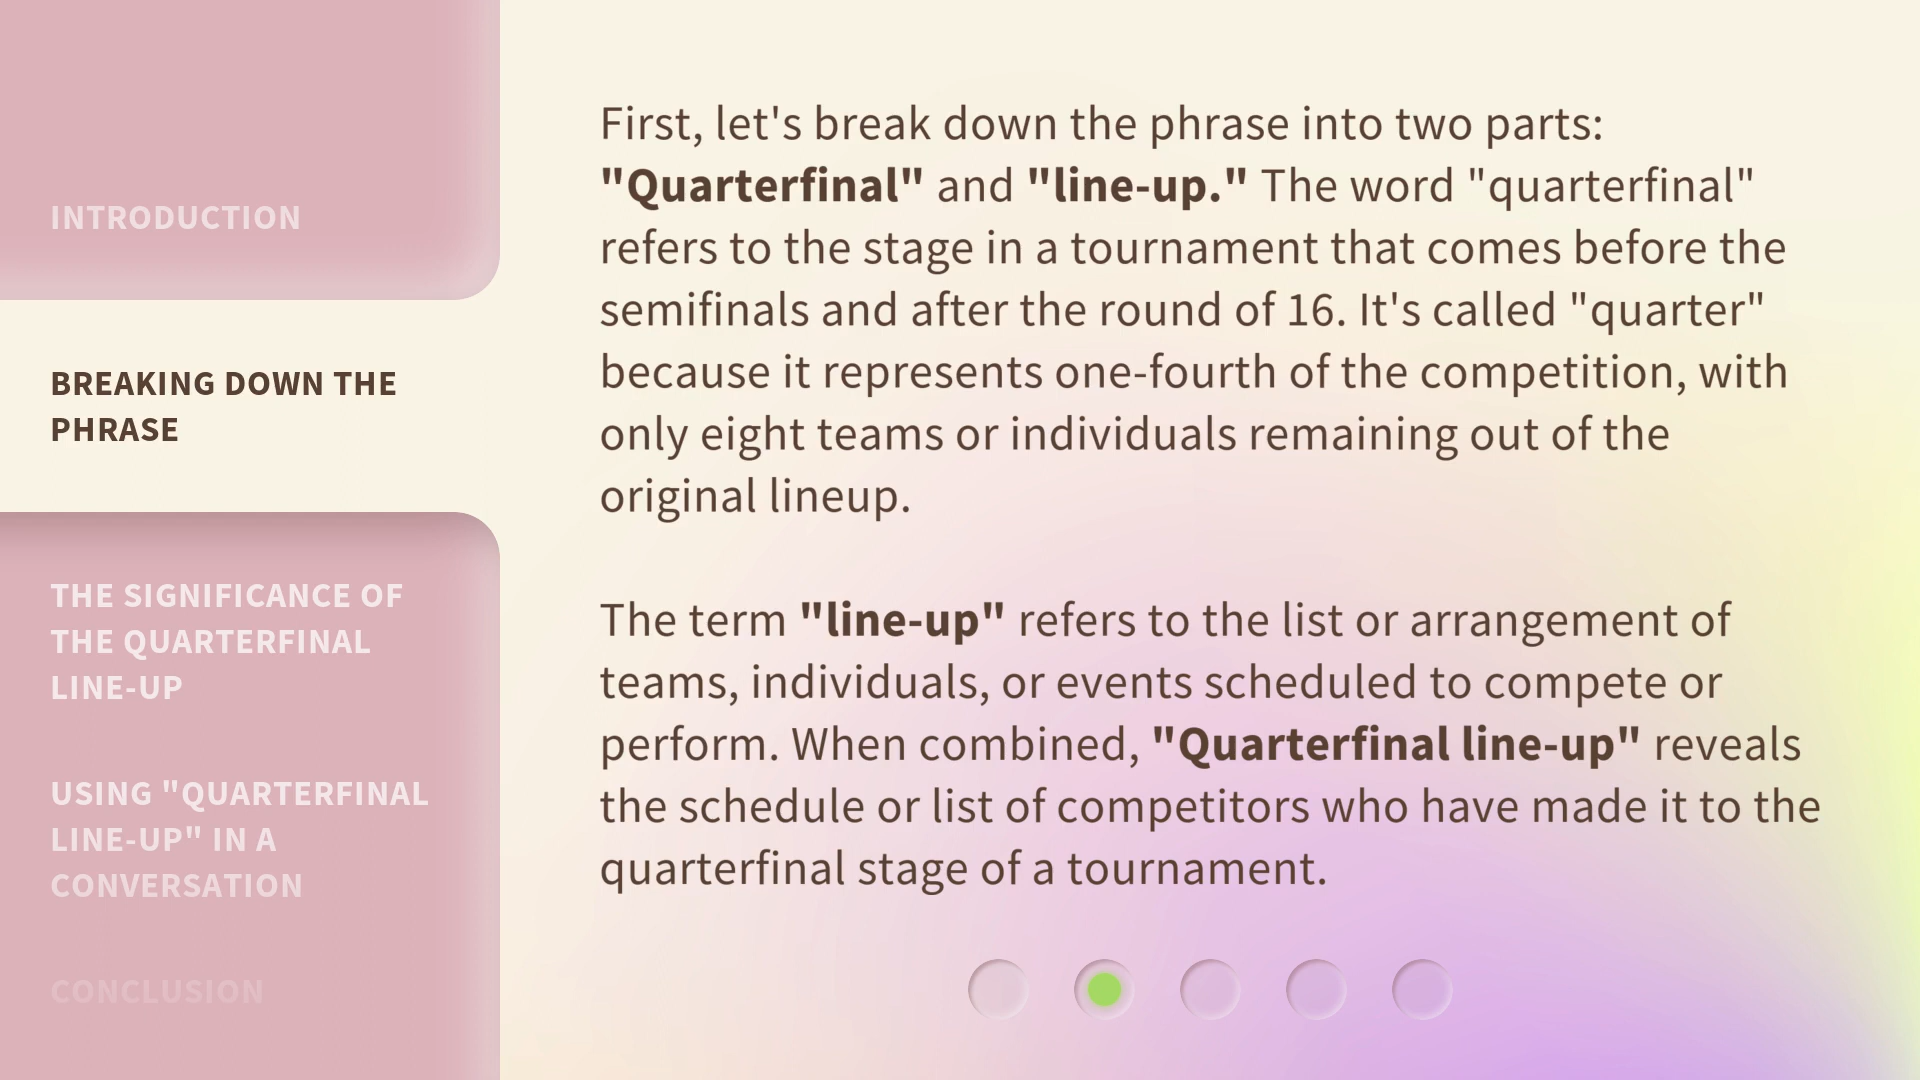 INTRODUCTION
BREAKING DOWN THE
PHRASE
THE SIGNIFICANCE OF
THE QUARTERFINAL
LINE-UP
USING "QUARTERFINAL
LINE-UP" IN A
CONVERSATION
CONCLUSION
First, let's break down the phrase into two parts:
"Quarterfinal" and "line-up." The word "quarterfinal"
refers to the stage in a tournament that comes before the
semifinals and after the round of 16. It's called "quarter"
because it represents one-fourth of the competition, with
only eight teams or individuals remaining out of the
original lineup.
The term "line-up" refers to the list or arrangement of
teams, individuals, or events scheduled to compete or
perform. When combined, "Quarterfinal line-up" reveals
the schedule or list of competitors who have made it to the
quarterfinal stage of a tournament.